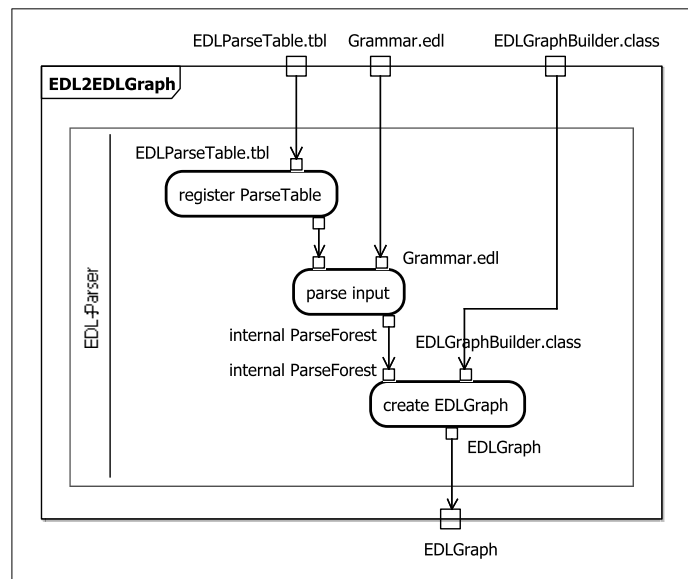 EDLParseTable.tbl Grammar.edl EDLGraphBuilder.class
EDL2EDLGraph
EDLParseTable.tbl
register ParseTable
Grammar.edl
parse input
internal ParseForest
EDLGraphBuilder.class
internal ParseForest
create EDLGraph
EDLGraph
EDL-Parser
EDLGraph